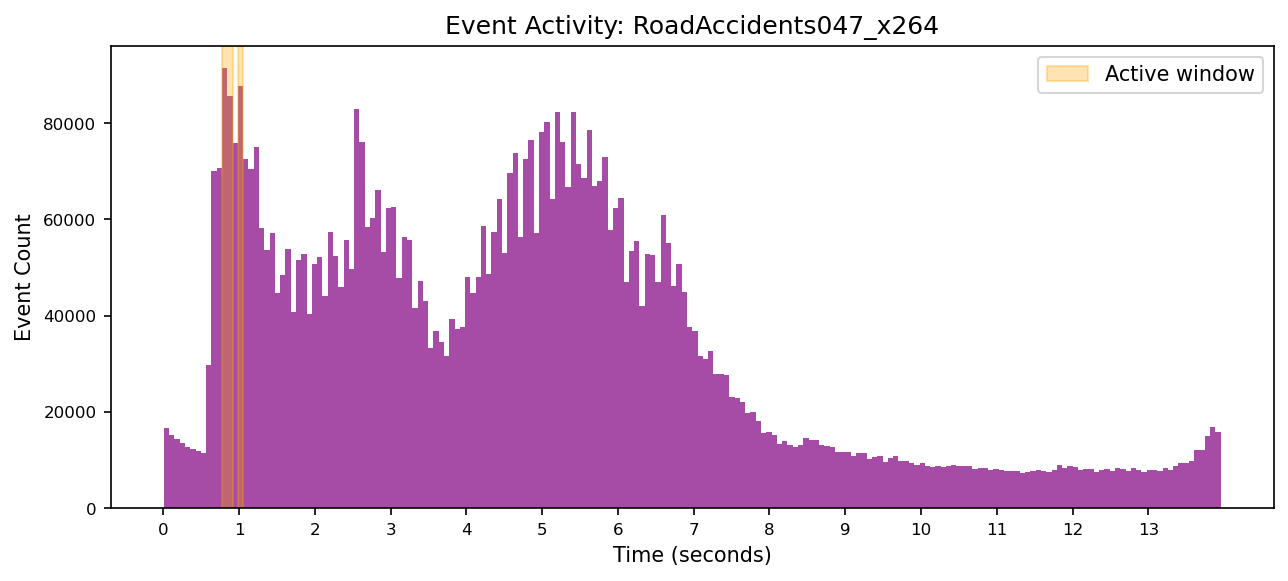 Event Activity: RoadAccidents047_x264
Active window
Event Count
80000
60000
40000
20000
0
0 1 2 3 4 5 6 7 8 9 10 11 12 13
Time (seconds)